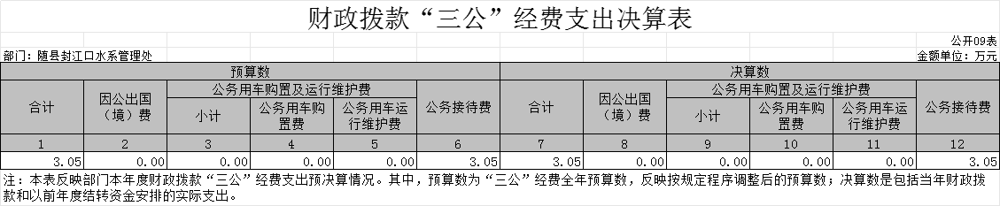 财政拨款“三公”经费支出决算表
公开09表
部门：随县封江口水系管理处 金额单位：万元
预算数 决算数
合计 因公出国（境）费 公务用车购置及运行维护费 公务接待费 合计 因公出国（境）费 公务用车购置及运行维护费 公务接待费
小计 公务用车购置费 公务用车运行维护费 小计 公务用车购置费 公务用车运行维护费
1 2 3 4 5 6 7 8 9 10 11 12
3.05 0.00 0.00 0.00 0.00 3.05 3.05 0.00 0.00 0.00 0.00 3.05
注：本表反映部门本年度财政拨款“三公”经费支出预决算情况。其中，预算数为“三公”经费全年预算数，反映按规定程序调整后的预算数；决算数是包括当年财政拨
款和以前年度结转资金安排的实际支出。